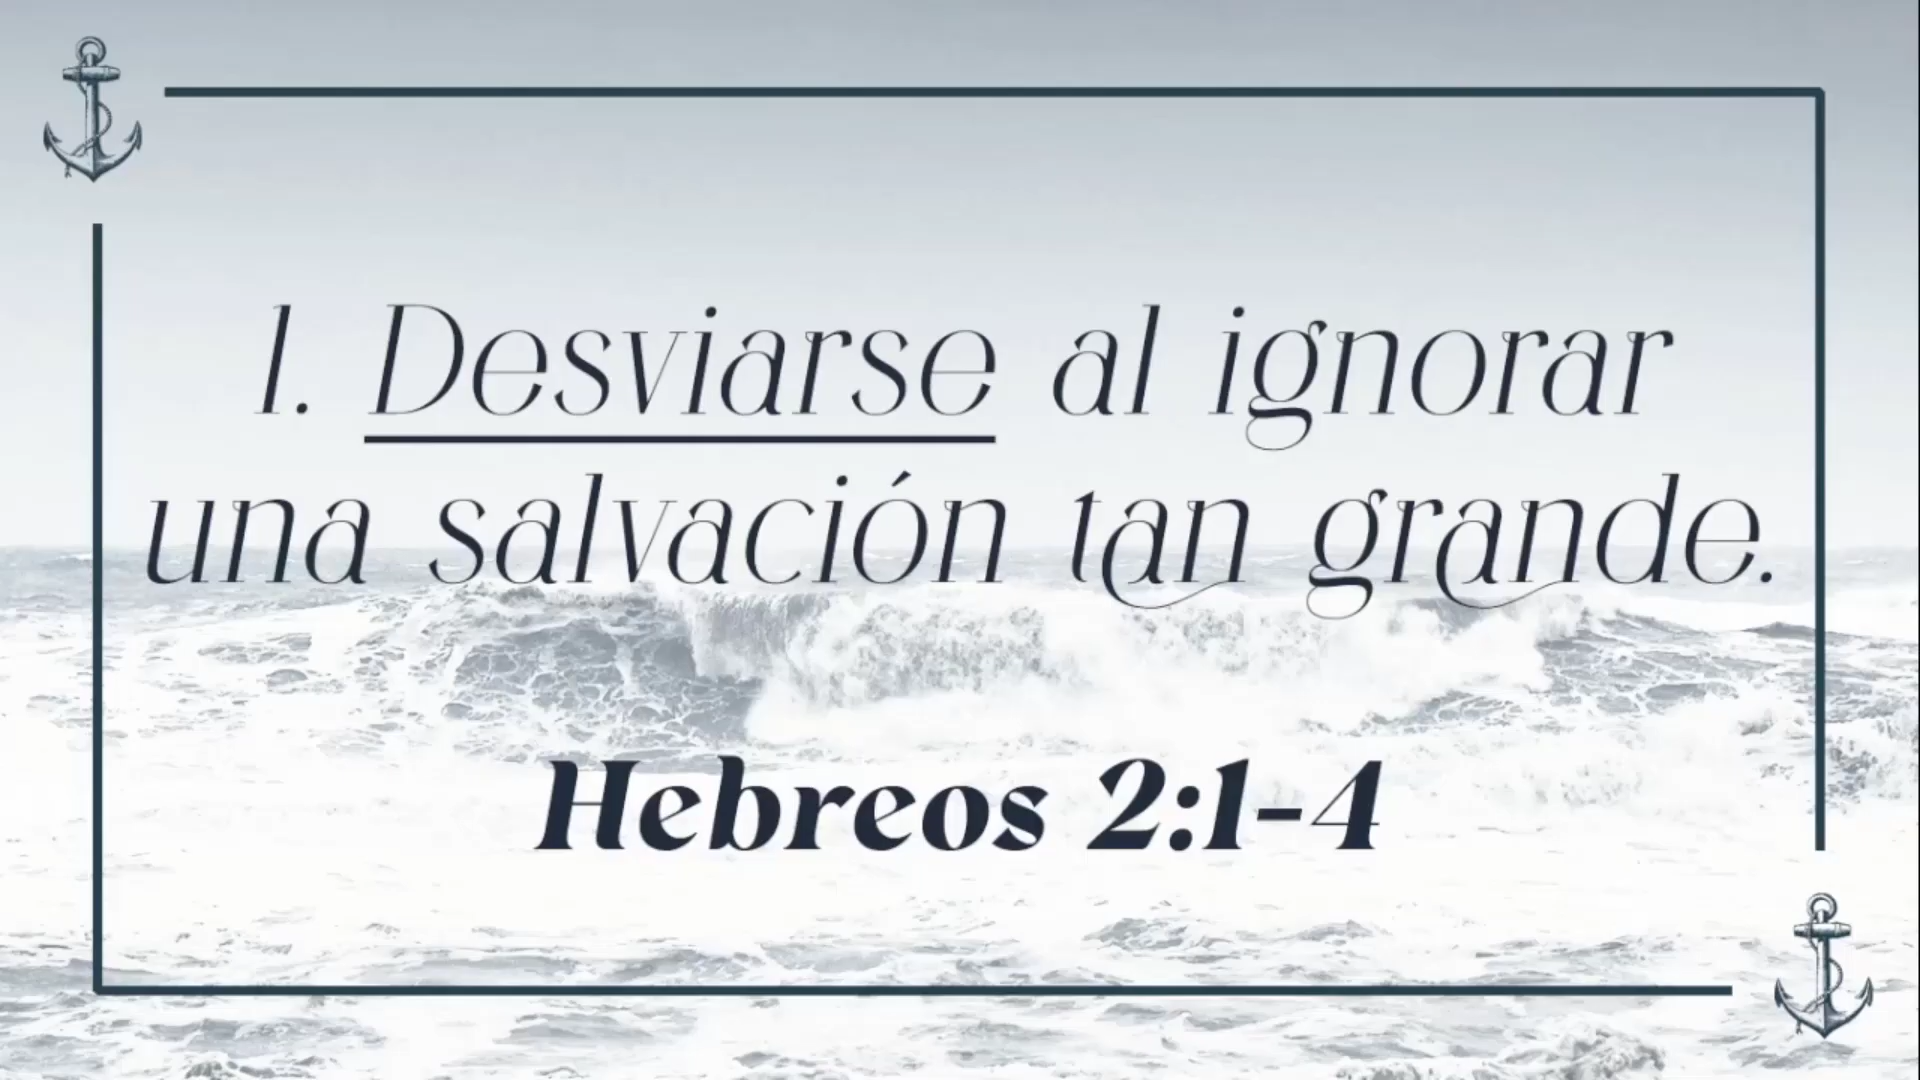 1. Desviarse al ignorar
una salvación tan grande.
Hebreos 2:1-4